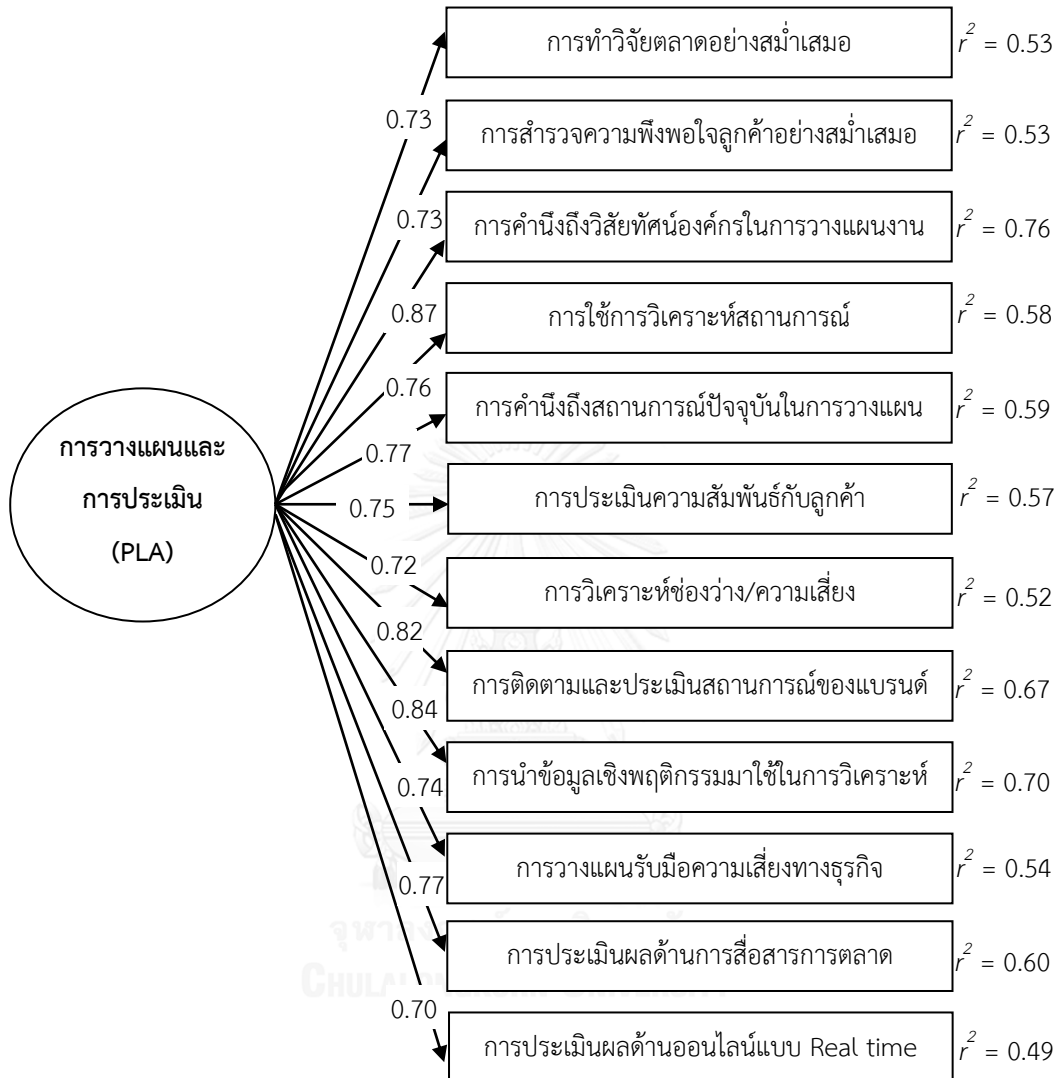 การทำวิจัยตลาดอย่างสม่ำเสมอ r² = 0.53
0.73
การสำรวจความพึงพอใจลูกค้าอย่างสม่ำเสมอ r² = 0.53
0.73
การคำนึงถึงวิสัยทัศน์องค์กรในการวางแผนงาน r² = 0.76
0.87
การใช้การวิเคราะห์สถานการณ์ r² = 0.58
0.76
การคำนึงถึงสถานการณ์ปัจจุบันในการวางแผน r² = 0.59
0.77
การวางแผนและ
การประเมิน
(PLA)
0.75
การประเมินความสัมพันธ์กับลูกค้า r² = 0.57
0.72
การวิเคราะห์ช่องว่าง/ความเสี่ยง r² = 0.52
0.82
การติดตามและประเมินสถานการณ์ของแบรนด์ r² = 0.67
0.84
การนำข้อมูลเชิงพฤติกรรมมาใช้ในการวิเคราะห์ r² = 0.70
0.74
การวางแผนรับมือความเสี่ยงทางธุรกิจ r² = 0.54
0.77
การประเมินผลด้านการสื่อสารการตลาด r² = 0.60
0.70
การประเมินผลด้านออนไลน์แบบ Real time r² = 0.49